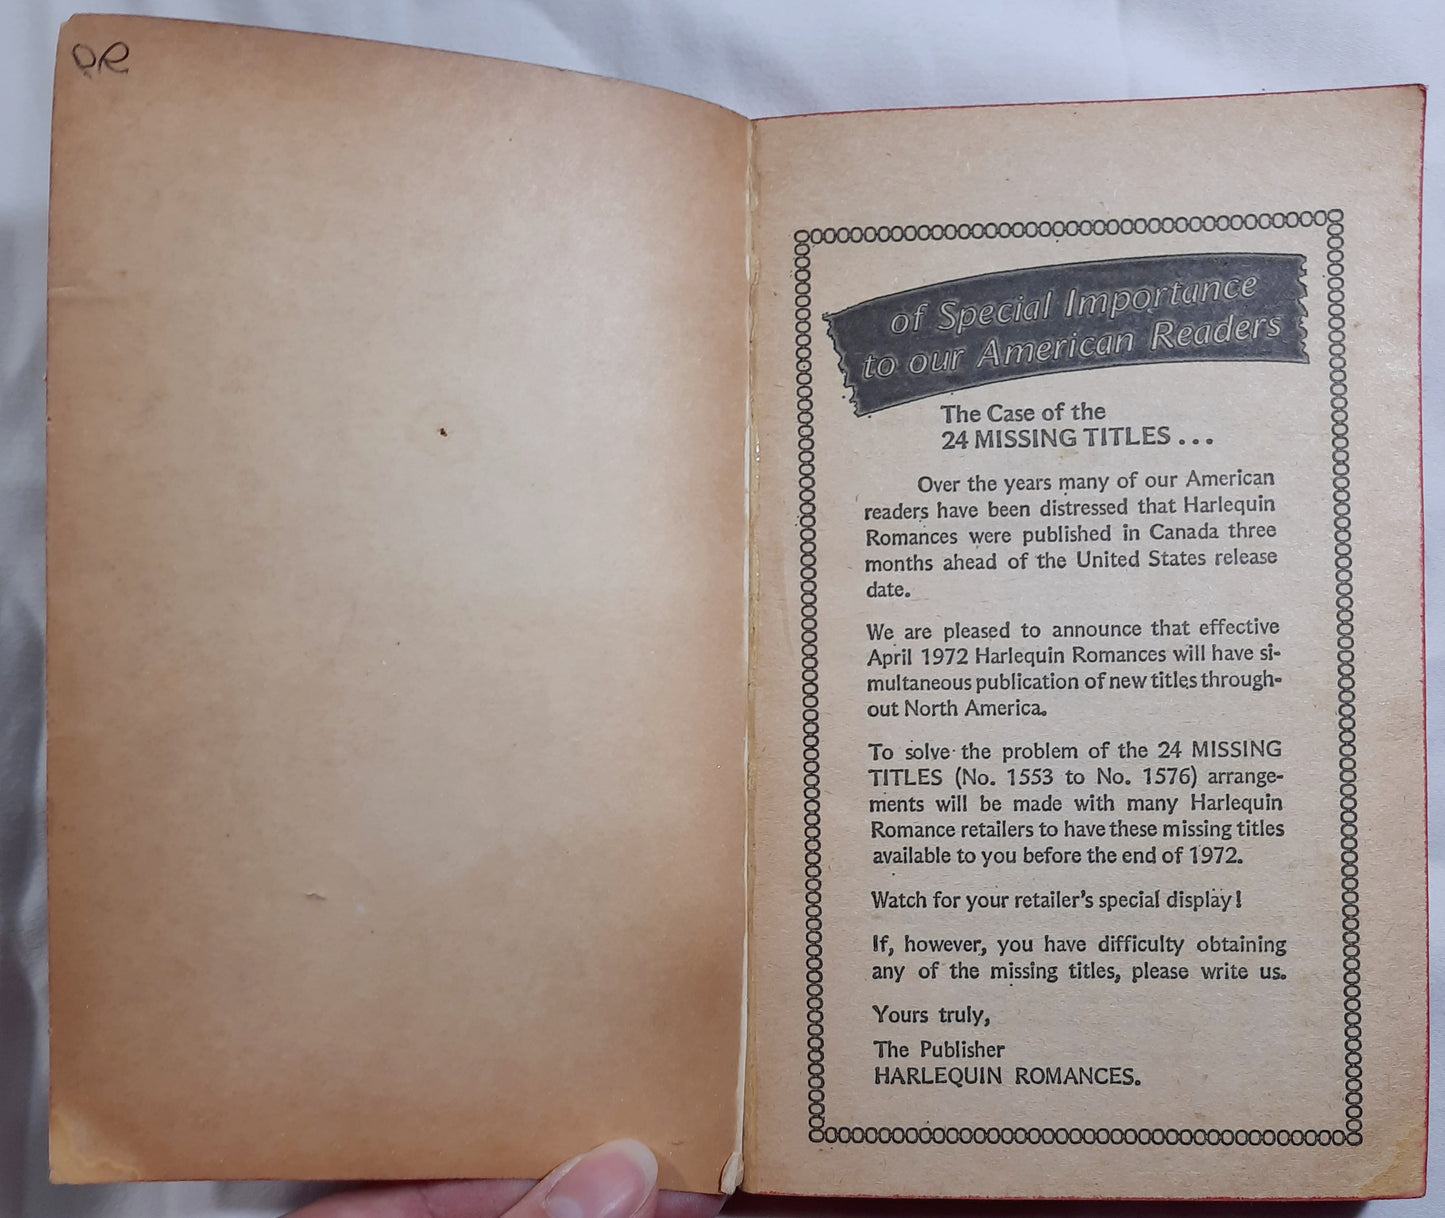 DR
of Special Importance
to our American Readers
The Case of the
24 MISSING TITLES...
Over the years many of our American
readers have been distressed that Harlequin
Romances were published in Canada three
months ahead of the United States release
date.
We are pleased to announce that effective
April 1972 Harlequin Romances will have si-
multaneous publication of new titles through-
out North America.
To solve the problem of the 24 MISSING
TITLES (No. 1553 to No. 1576) arrange-
ments will be made with many Harlequin
Romance retailers to have these missing titles
available to you before the end of 1972.
Watch for your retailer's special display!
If, however, you have difficulty obtaining
any of the missing titles, please write us.
Yours truly,
The Publisher
HARLEQUIN ROMANCES.